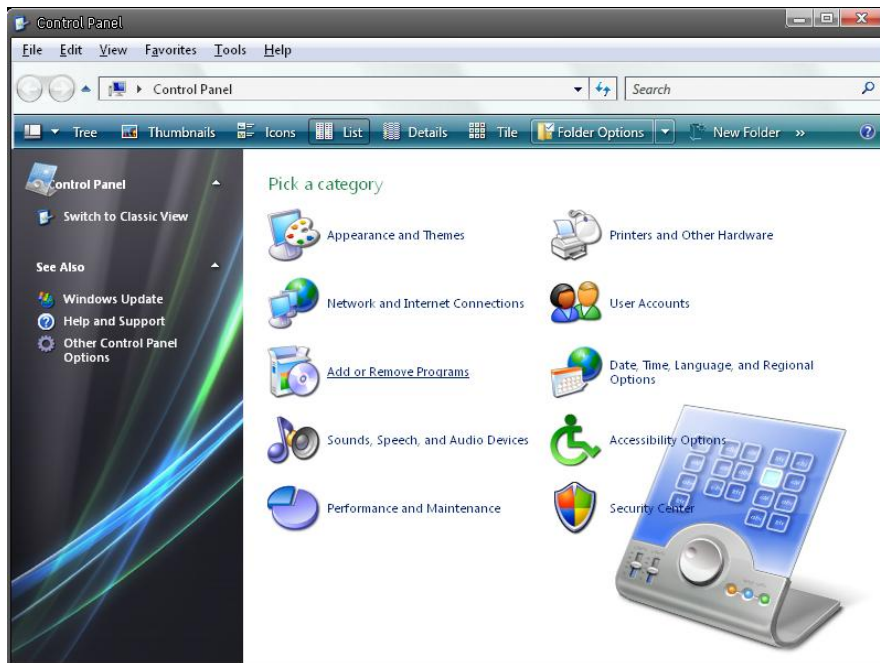 Control Panel
File Edit View Favorites Tools Help
Control Panel
Search
Tree Thumbnails Icons List Details Tile Folder Options New Folder »
Control Panel
Switch to Classic View
See Also
Windows Update
Help and Support
Other Control Panel
Options
Pick a category
Appearance and Themes
Printers and Other Hardware
Network and Internet Connections
User Accounts
Add or Remove Programs
Date, Time, Language, and Regional
Options
Sounds, Speech, and Audio Devices
Accessibility Options
Performance and Maintenance
Security Center